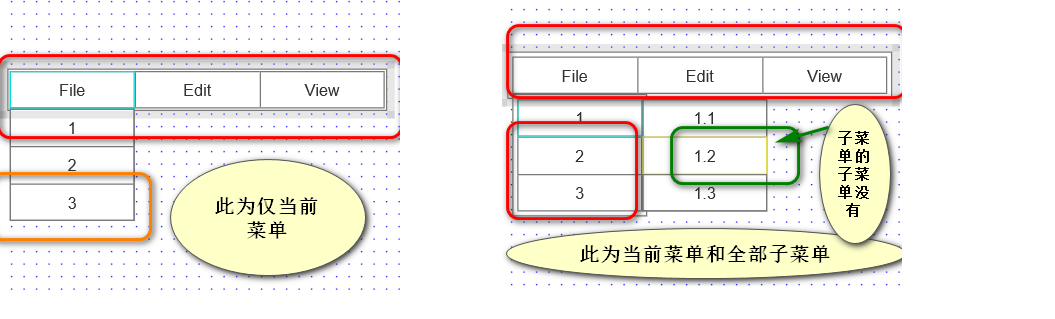 File Edit View
1
2
3
此为仅当前
菜单
File Edit View
1 1.1
2 1.2
3 1.3
子菜
单的
子菜
单没
有
此为当前菜单和全部子菜单